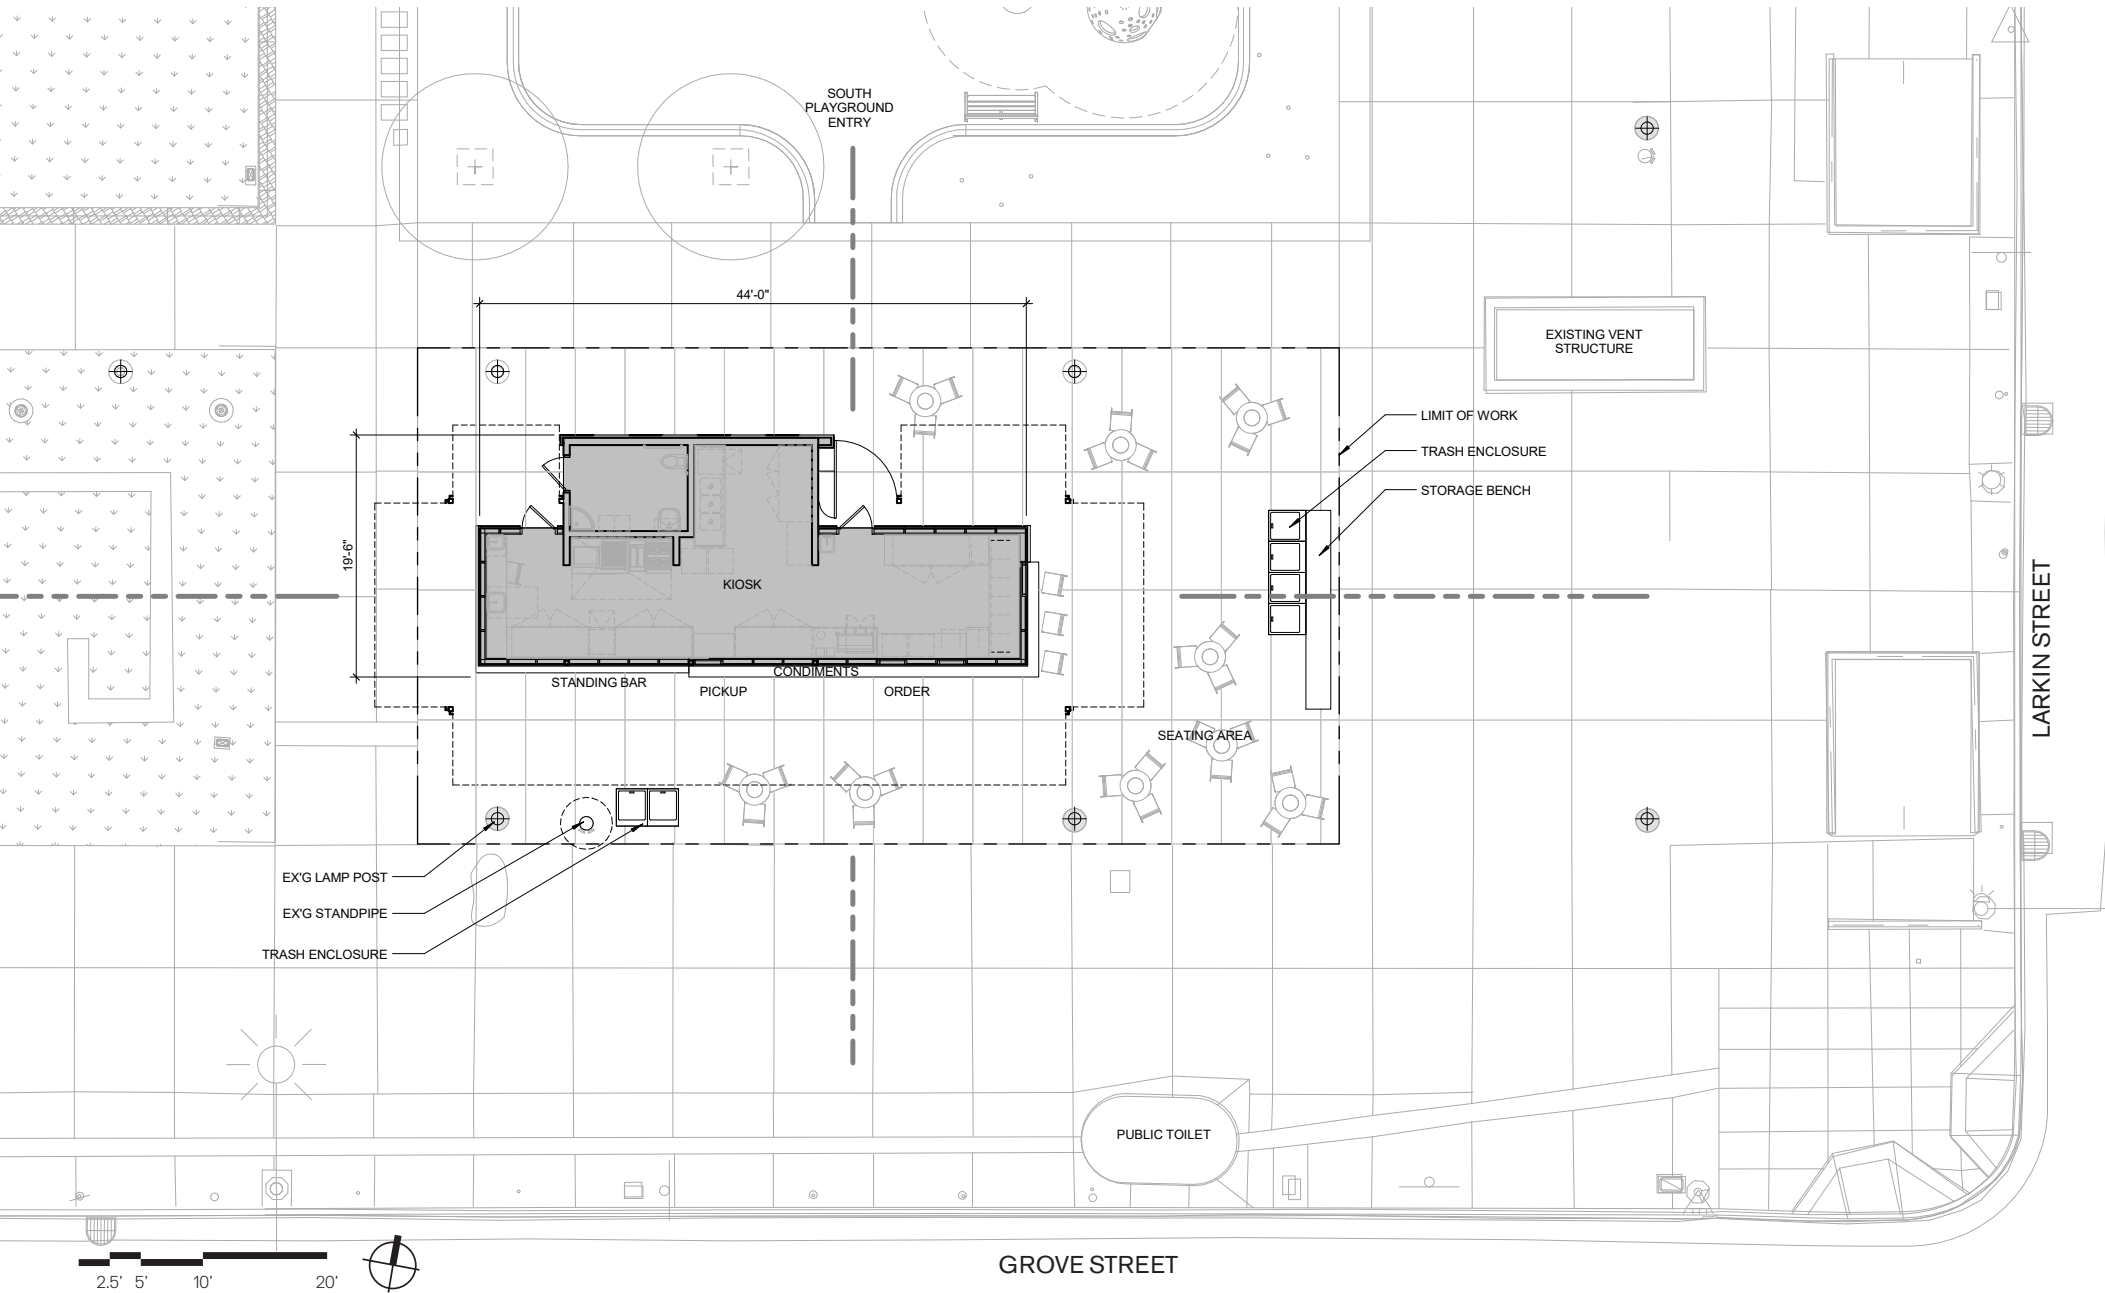 SOUTH
PLAYGROUND
ENTRY
44'-0"
EXISTING VENT
STRUCTURE
LIMIT OF WORK
TRASH ENCLOSURE
STORAGE BENCH
19'-6"
KIOSK
CONDIMENTS
STANDING BAR
PICKUP
ORDER
SEATING AREA
LARKIN STREET
EX'G LAMP POST
EX'G STANDPIPE
TRASH ENCLOSURE
PUBLIC TOILET
GROVE STREET
2.5' 5' 10' 20'